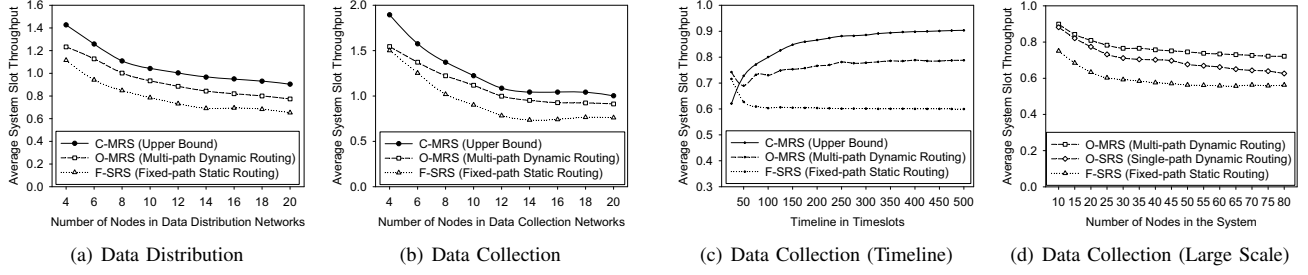 Average System Slot Throughput
1.6
1.4
1.2
1.0
0.8
0.6
0.4
0.2
0.0
C-MRS (Upper Bound)
O-MRS (Multi-path Dynamic Routing)
F-SRS (Fixed-path Static Routing)
4 6 8 10 12 14 16 18 20
Number of Nodes in Data Distribution Networks
(a) Data Distribution
Average System Slot Throughput
2.0
1.5
1.0
0.5
0.0
C-MRS (Upper Bound)
O-MRS (Multi-path Dynamic Routing)
F-SRS (Fixed-path Static Routing)
4 6 8 10 12 14 16 18 20
Number of Nodes in Data Collection Networks
(b) Data Collection
Average System Slot Throughput
1.0
0.9
0.8
0.7
0.6
0.5
0.4
0.3
C-MRS (Upper Bound)
O-MRS (Multi-path Dynamic Routing)
F-SRS (Fixed-path Static Routing)
50 100 150 200 250 300 350 400 450 500
Timeline in Timeslots
(c) Data Collection (Timeline)
Average System Slot Throughput
1.0
0.8
0.6
0.4
0.2
0.0
O-MRS (Multi-path Dynamic Routing)
O-SRS (Single-path Dynamic Routing)
F-SRS (Fixed-path Static Routing)
10 15 20 25 30 35 40 45 50 55 60 65 70 75 80
Number of Nodes in the System
(d) Data Collection (Large Scale)